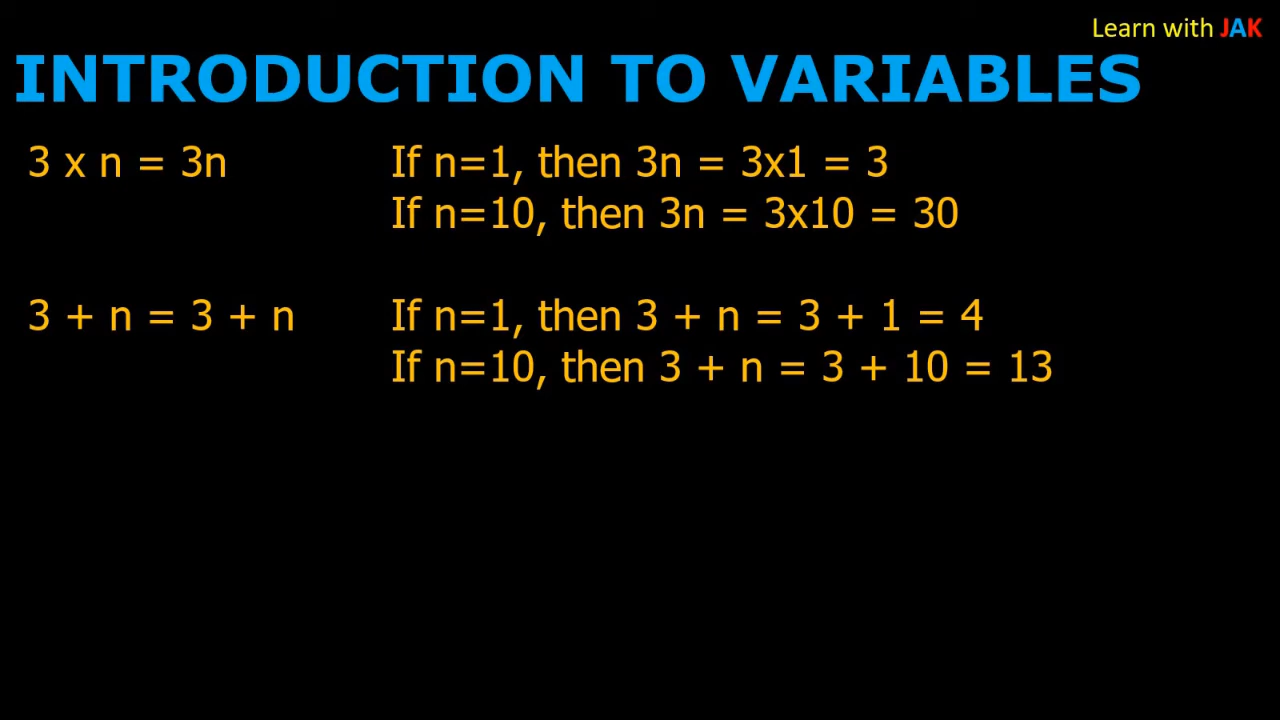 Learn with JAK
INTRODUCTION TO VARIABLES
3 x n = 3n If n=1, then 3n = 3x1 = 3
If n=10, then 3n = 3x10 = 30
3 + n = 3 + n If n=1, then 3 + n = 3 + 1 = 4
If n=10, then 3 + n = 3 + 10 = 13